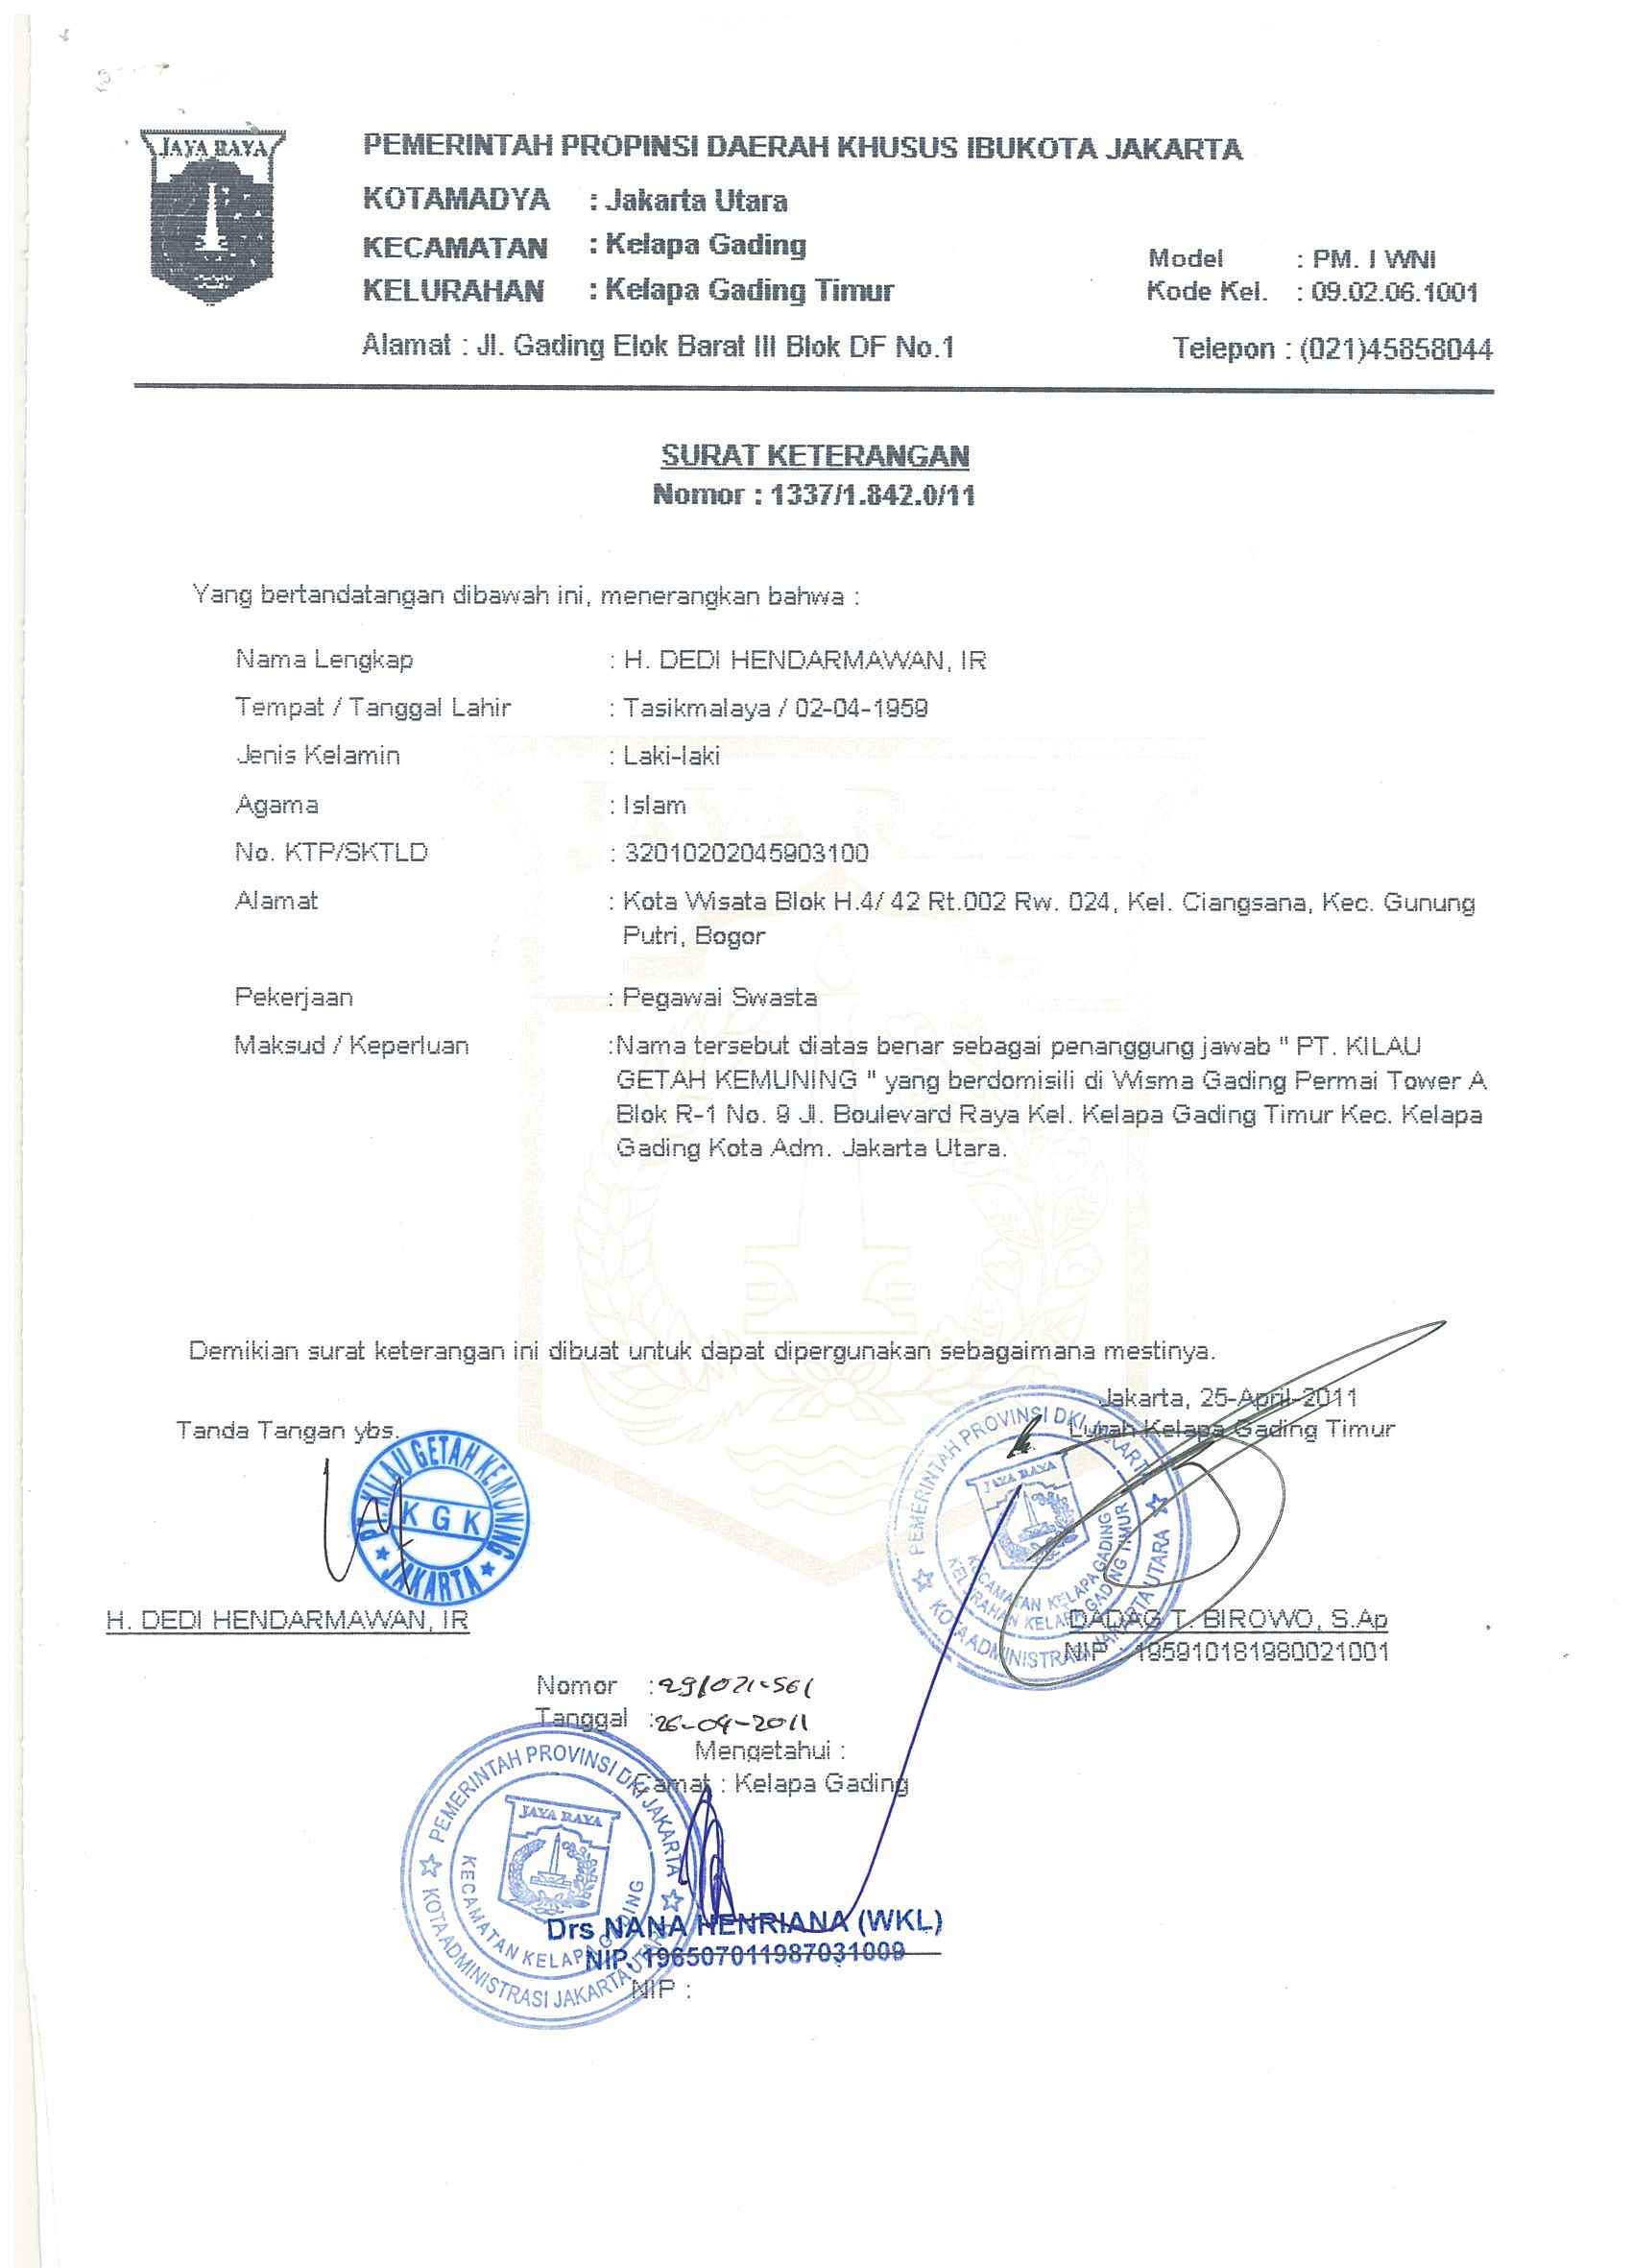 JAYA RAYA
PEMERINTAH PROPINSI DAERAH KHUSUS IBUKOTA JAKARTA
KOTAMADYA : Jakarta Utara
KECAMATAN : Kelapa Gading
KELURAHAN : Kelapa Gading Timur
Model : PM. I WNI
Kode Kel. : 09.02.06.1001
Alamat : Jl. Gading Elok Barat III Blok DF No.1
Telepon : (021)45858044
SURAT KETERANGAN
Nomor : 1337/1.842.0/11
Yang bertandatangan dibawah ini, menerangkan bahwa :
Nama Lengkap : H. DEDI HENDARMAWAN, IR
Tempat / Tanggal Lahir : Tasikmalaya / 02-04-1959
Jenis Kelamin : Laki-laki
Agama : Islam
No. KTP/SKTLD : 32010202045903100
Alamat : Kota Wisata Blok H.4/ 42 Rt.002 Rw. 024, Kel. Ciangsana, Kec. Gunung
Putri, Bogor
Pekerjaan : Pegawai Swasta
Maksud / Keperluan :Nama tersebut diatas benar sebagai penanggung jawab " PT. KILAU
GETAH KEMUNING " yang berdomisili di Wisma Gading Permai Tower A
Blok R-1 No. 9 Jl. Boulevard Raya Kel. Kelapa Gading Timur Kec. Kelapa
Gading Kota Adm. Jakarta Utara.
Demikian surat keterangan ini dibuat untuk dapat dipergunakan sebagaimana mestinya.
Jakarta, 25-April-2011
Tanda Tangan ybs.
Lurah Kelapa Gading Timur
PT. KILAU GETAH KEMUNING
KGK
JAKARTA
PEMERINTAH PROVINSI DKI JAKARTA
JAYA RAYA
KECAMATAN KELAPA GADING
KELURAHAN KELAPA GADING TIMUR
KOTA ADMINISTRASI JAKARTA UTARA
H. DEDI HENDARMAWAN, IR
DADAG T. BIROWO, S.Ap
NIP : 195910181980021001
Nomor :
Tanggal : 26-04-2011
Mengetahui :
Camat : Kelapa Gading
PEMERINTAH PROVINSI DKI JAKARTA
JAYA RAYA
KECAMATAN KELAPA GADING
KOTA ADMINISTRASI JAKARTA UTARA
Drs NANA HENRIANA (WKL)
NIP. 196507011987031009
NIP :